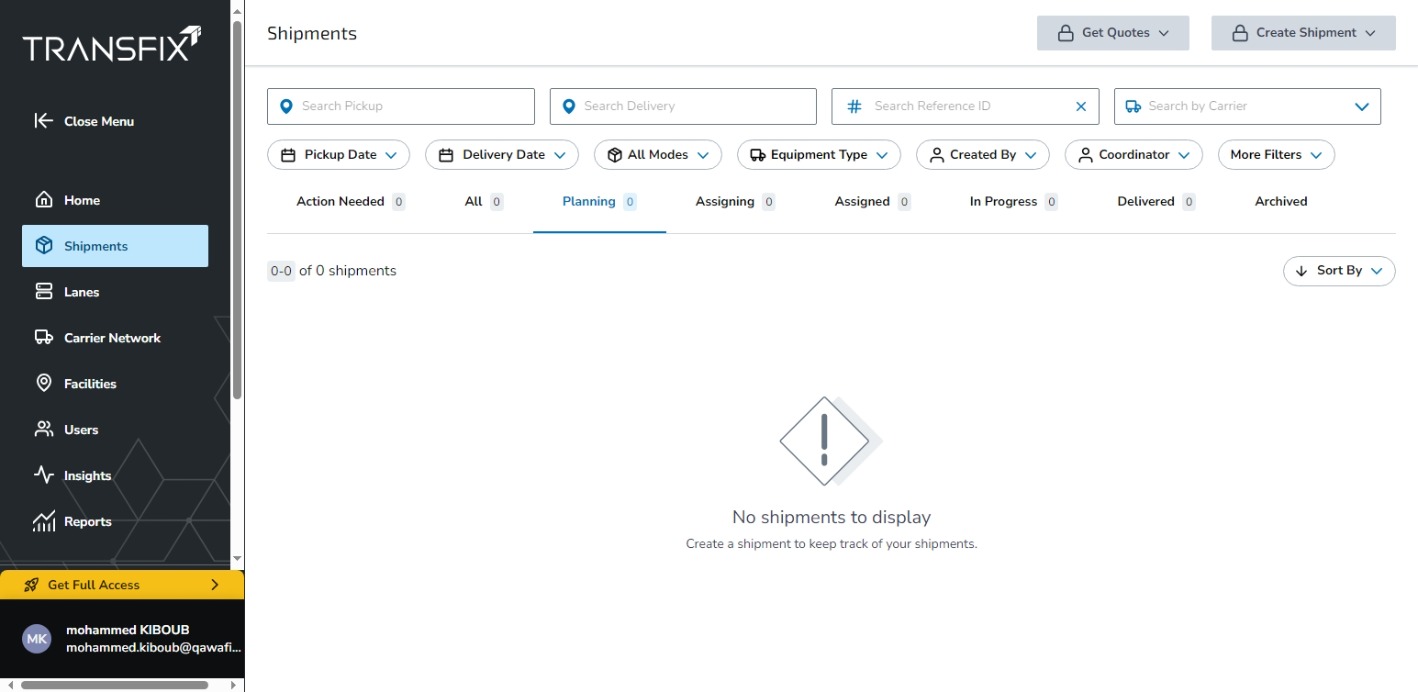 TRANSFIX
Close Menu
Home
Shipments
Lanes
Carrier Network
Facilities
Users
Insights
Reports
Get Full Access
MK
mohammed KIBOUB
mohammed.kiboub@qawafi...
Shipments
Get Quotes
Create Shipment
Search Pickup
Search Delivery
# Search Reference ID
Search by Carrier
Pickup Date
Delivery Date
All Modes
Equipment Type
Created By
Coordinator
More Filters
Action Needed 0
All 0
Planning 0
Assigning 0
Assigned 0
In Progress 0
Delivered 0
Archived
0-0 of 0 shipments
Sort By
No shipments to display
Create a shipment to keep track of your shipments.